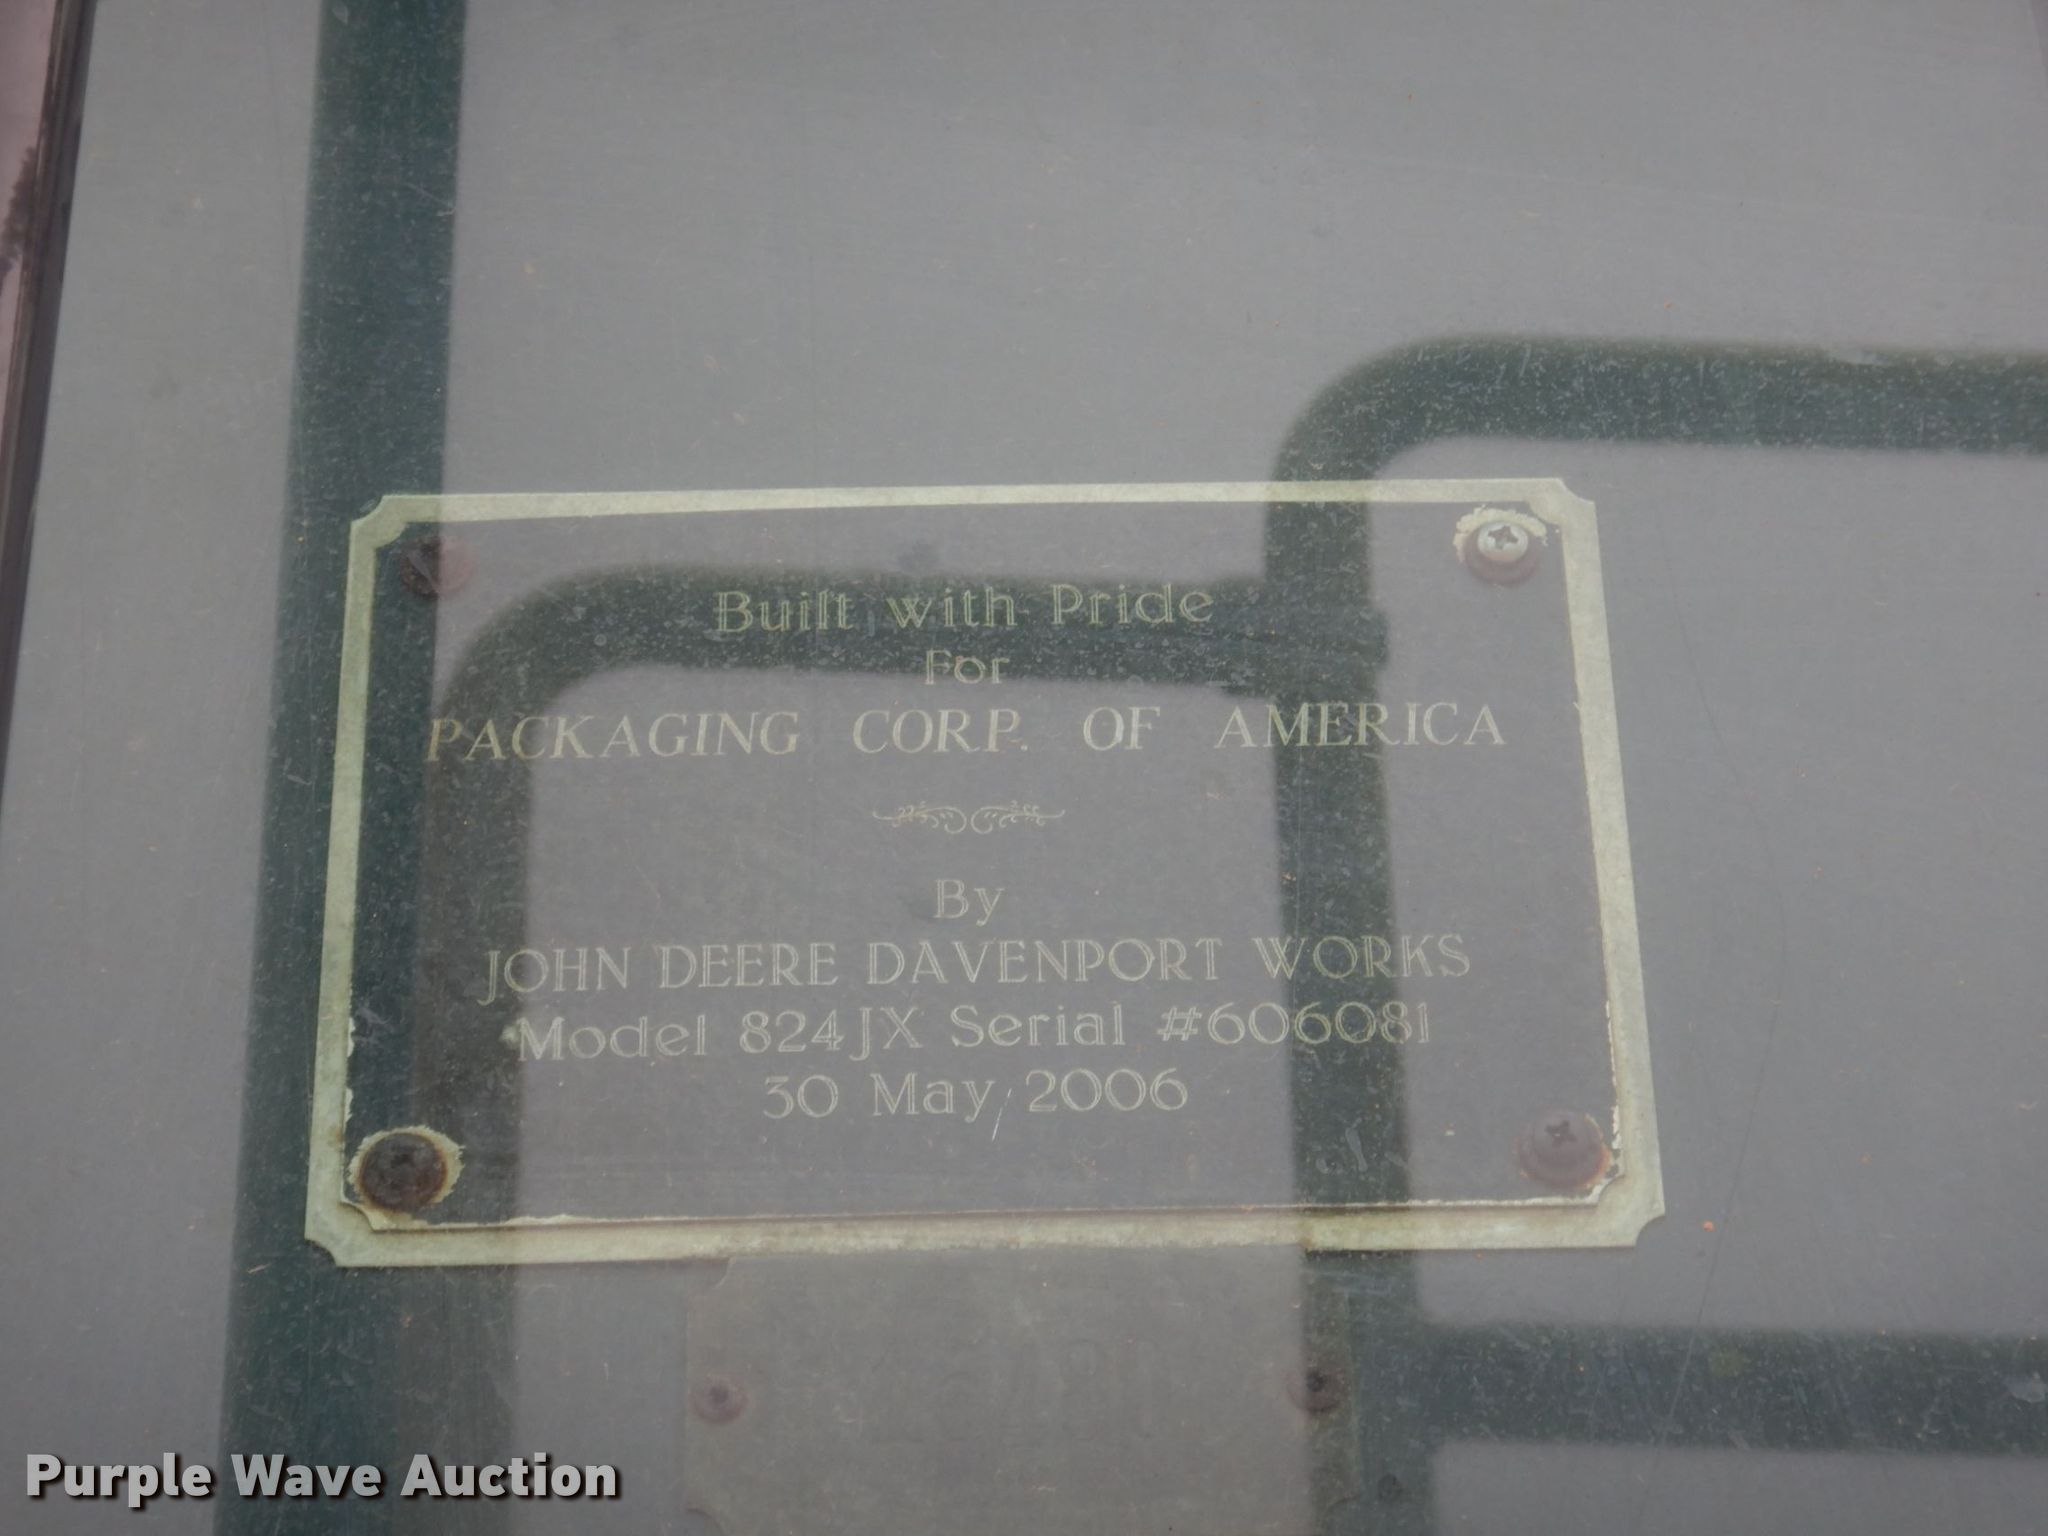 Built with Pride
For
PACKAGING CORP. OF AMERICA
By
JOHN DEERE DAVENPORT WORKS
Model 824JX Serial #606081
30 May 2006
Purple Wave Auction